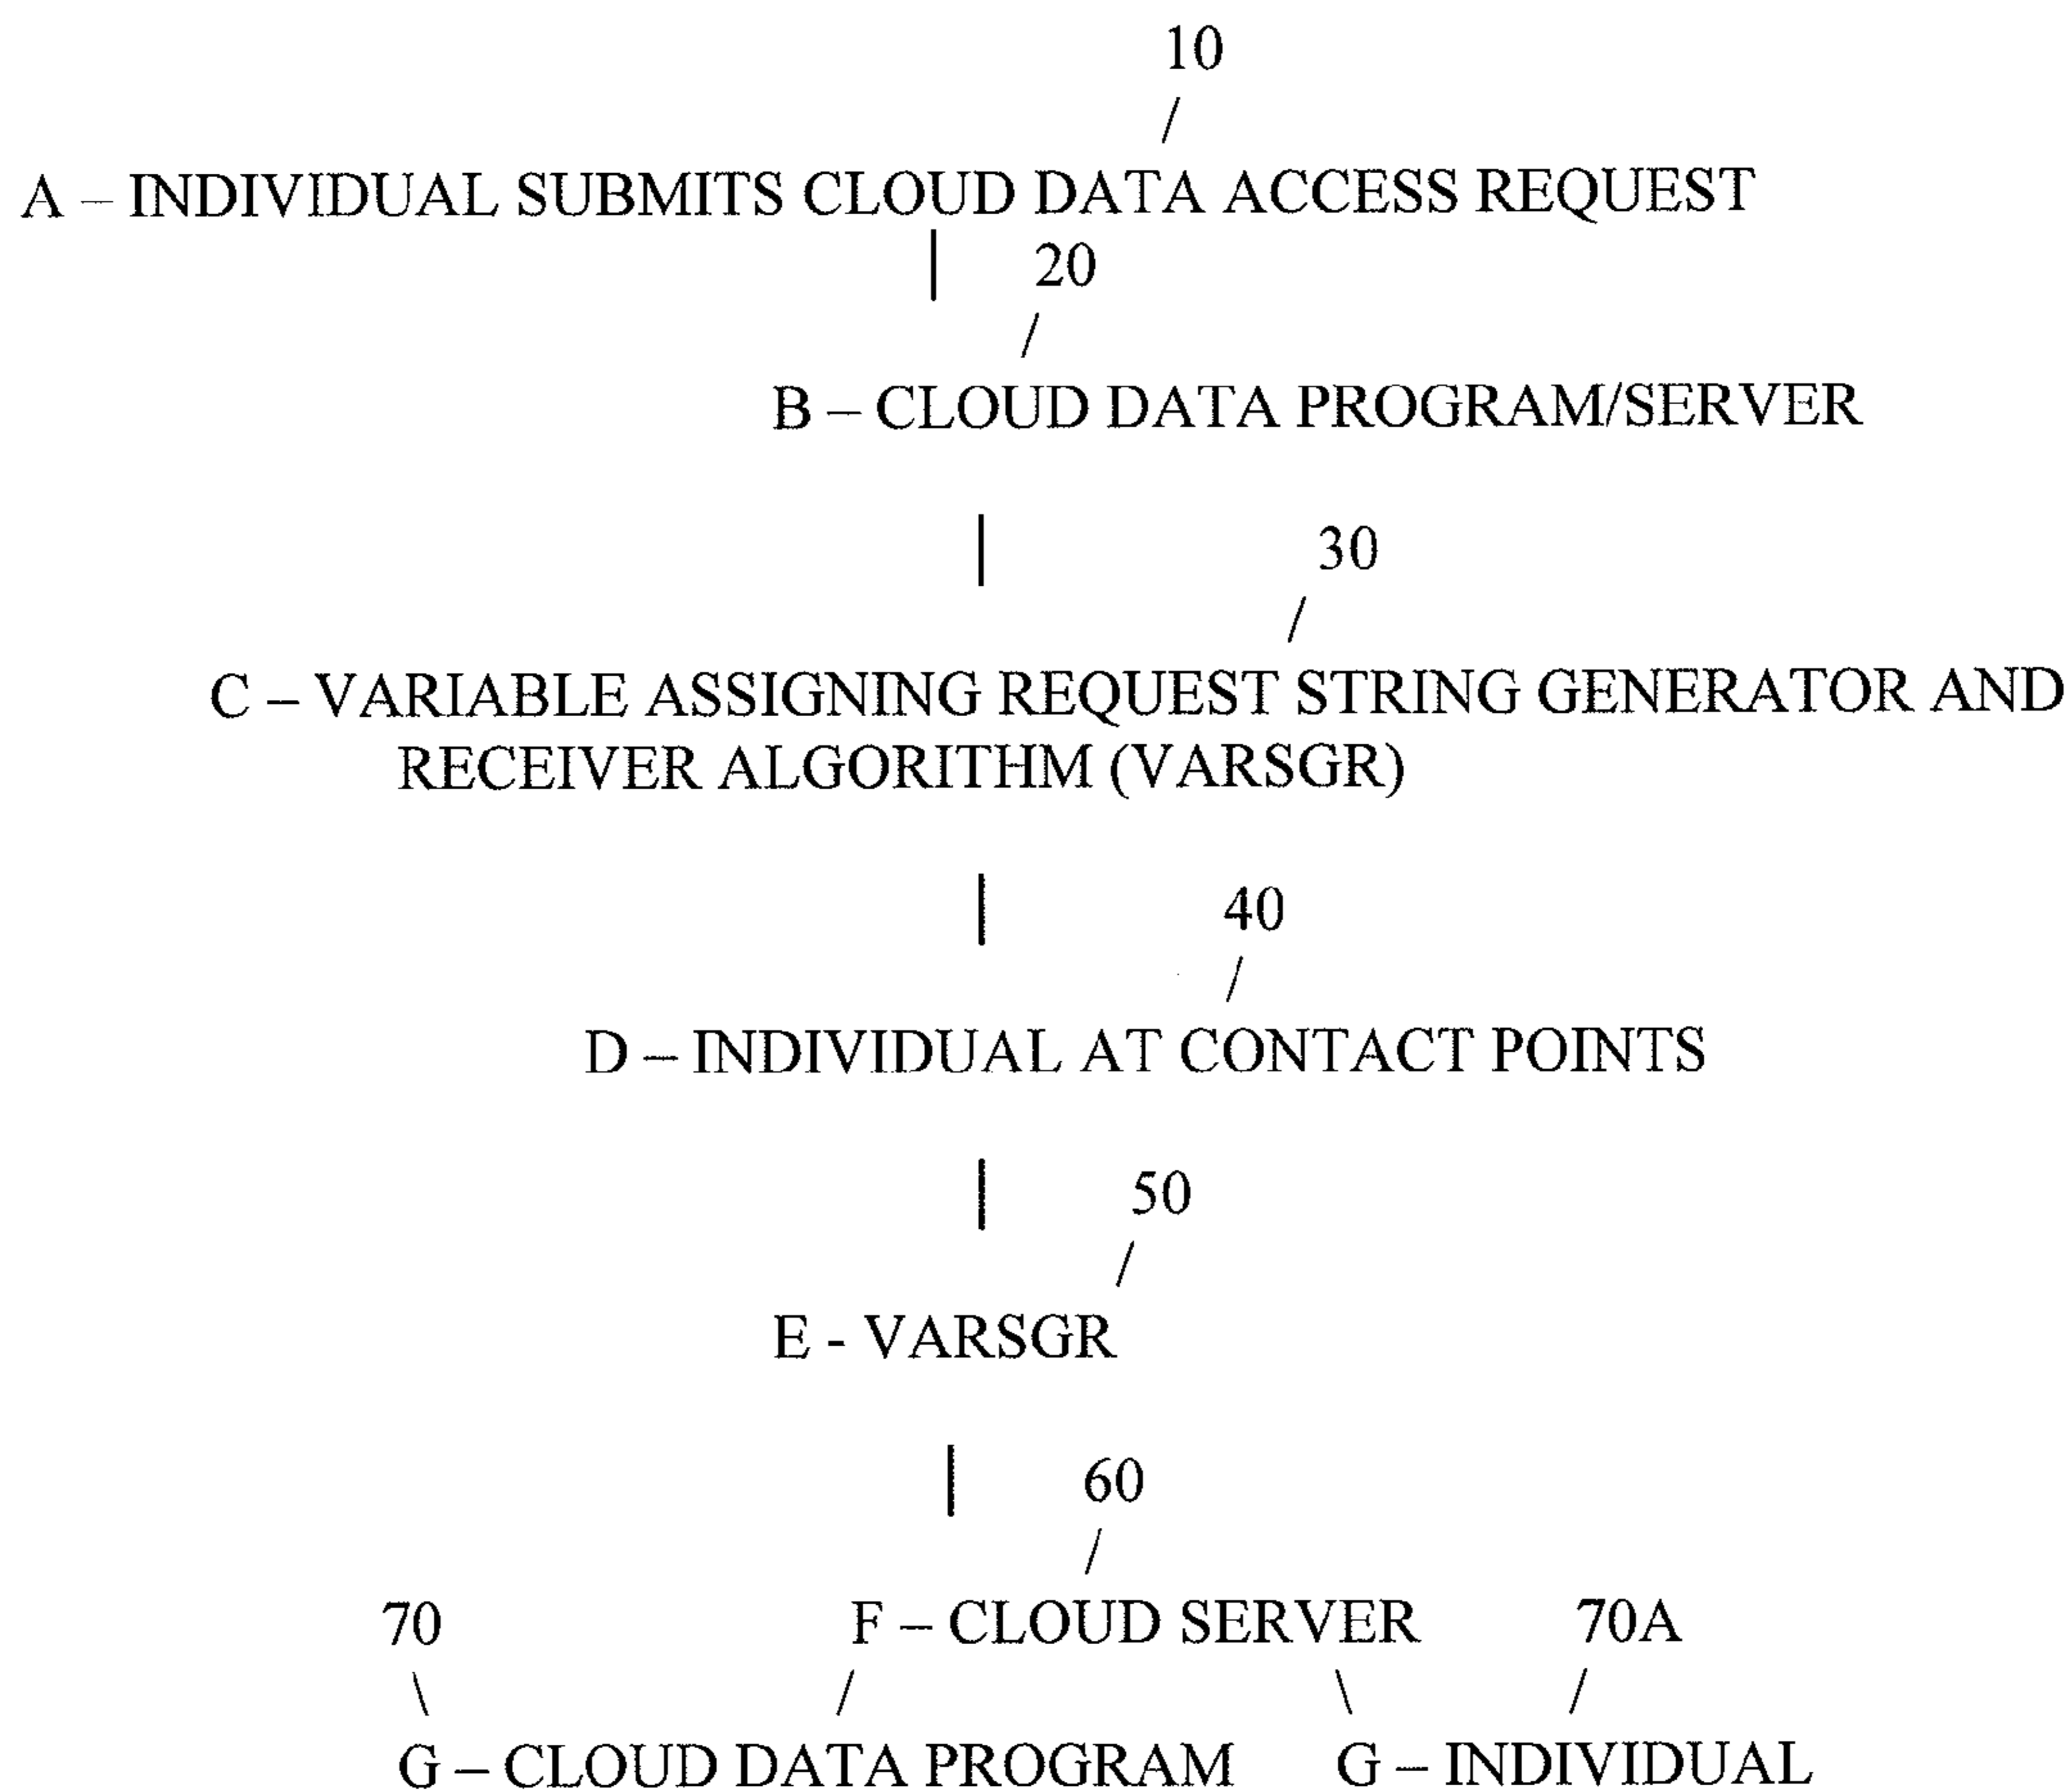 10
A – INDIVIDUAL SUBMITS CLOUD DATA ACCESS REQUEST
20
B – CLOUD DATA PROGRAM/SERVER
30
C – VARIABLE ASSIGNING REQUEST STRING GENERATOR AND
RECEIVER ALGORITHM (VARSGR)
40
D – INDIVIDUAL AT CONTACT POINTS
50
E - VARSGR
60
70 F – CLOUD SERVER 70A
G – CLOUD DATA PROGRAM G – INDIVIDUAL